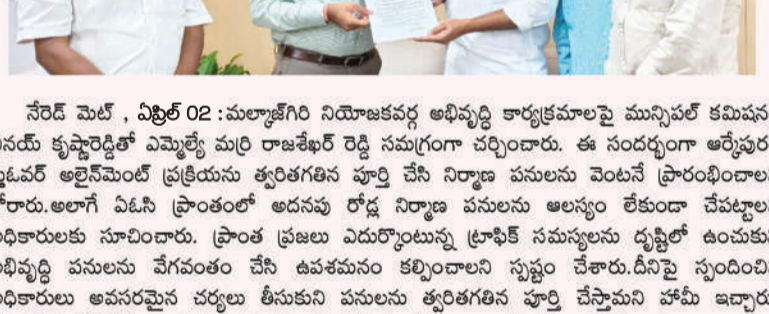 నేరెడ్ మెట్ , ఏప్రిల్ 02 :మల్కాజ్‌గిరి నియోజకవర్గ అభివృద్ధి కార్యక్రమాలపై మున్సిపల్ కమిషన
నయ్ కృష్ణారెడ్డితో ఎమ్మెల్యే మర్రి రాజశేఖర్ రెడ్డి సమగ్రంగా చర్చించారు. ఈ సందర్భంగా ఆర్కేపుర
ఓవర్ అలైన్‌మెంట్ ప్రక్రియను త్వరితగతిన పూర్తి చేసి నిర్మాణ పనులను వెంటనే ప్రారంభించాల
ోరారు.అలాగే ఏఓసి ప్రాంతంలో అదనపు రోడ్ల నిర్మాణ పనులను ఆలస్యం లేకుండా చేపట్టాల
ధికారులకు సూచించారు. ప్రాంత ప్రజలు ఎదుర్కొంటున్న ట్రాఫిక్ సమస్యలను దృష్టిలో ఉంచుకు
భివృద్ధి పనులను వేగవంతం చేసి ఉపశమనం కల్పించాలని స్పష్టం చేశారు.దీనిపై స్పందించి
ధికారులు అవసరమైన చర్యలు తీసుకుని పనులను త్వరితగతిన పూర్తి చేస్తామని హామీ ఇచ్చారు